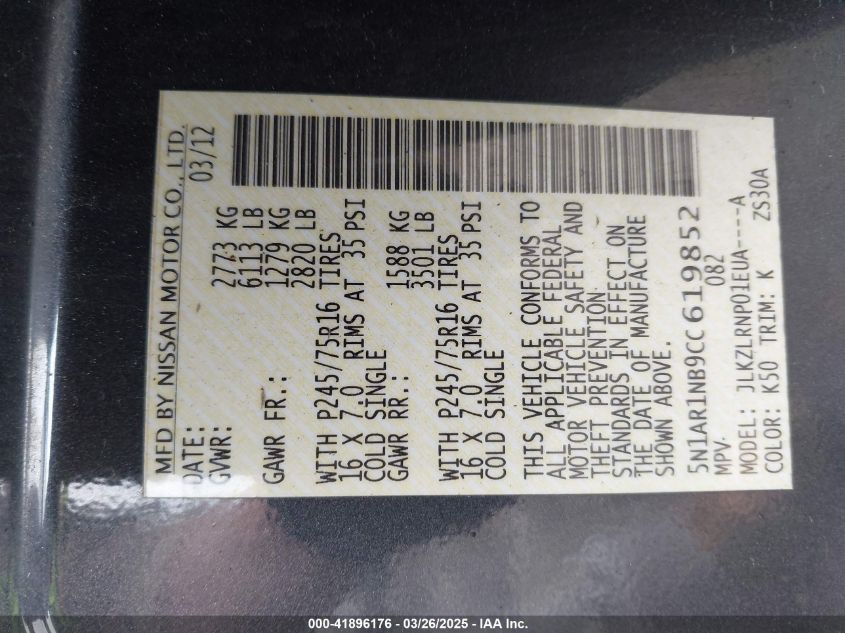 MFD BY NISSAN MOTOR CO., LTD.
DATE: 03/12
GVWR: 2773 KG
6113 LB
GAWR FR.: 1279 KG
2820 LB
WITH P245/75R16 TIRES
16 X 7.0 RIMS AT 35 PSI
COLD SINGLE
GAWR RR.: 1588 KG
3501 LB
WITH P245/75R16 TIRES
16 X 7.0 RIMS AT 35 PSI
COLD SINGLE
THIS VEHICLE CONFORMS TO
ALL APPLICABLE FEDERAL
MOTOR VEHICLE SAFETY AND
THEFT PREVENTION
STANDARDS IN EFFECT ON
THE DATE OF MANUFACTURE
SHOWN ABOVE.
5N1AR1NB9CC619852
MPV. 082
MODEL: JLKZLRNP01EUA----A
COLOR: K50 TRIM: K ZS30A
000-41896176 - 03/26/2025 - IAA Inc.